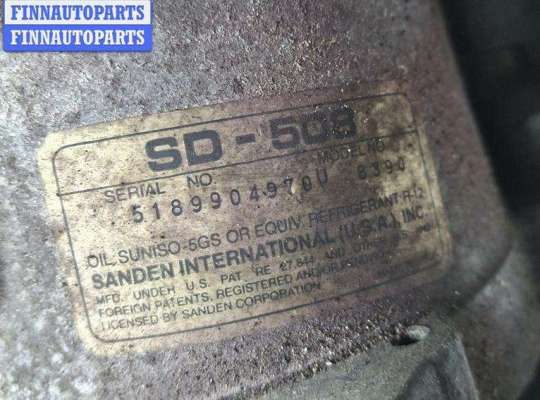 FINNAUTOPARTS
FINNAUTOPARTS
SD-508
SERIAL NO. MODEL NO.
5189904970U 8390
OIL SUNISO-5GS OR EQUIV. REFRIGERANT-R-12
SANDEN INTERNATIONAL (U.S.A.), INC.
MFG. UNDER U.S. PAT. RE 27,844 AND OTHER
FOREIGN PATENTS, REGISTERED AND/OR
LICENSED BY SANDEN CORPORATION